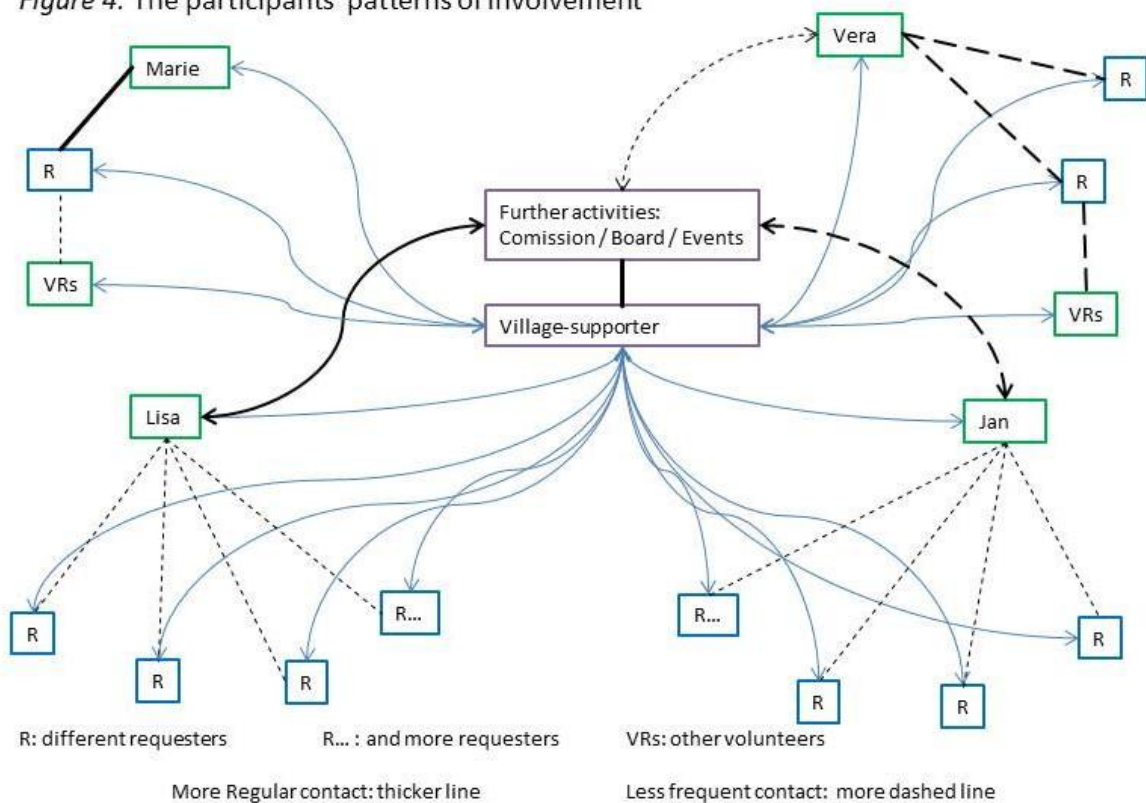 Figure 4. The participants' patterns of involvement
Vera
Marie
R
R
R
Further activities:
Comission / Board / Events
VRs
VRs
Village-supporter
Lisa
Jan
R...
R...
R
R
R
R
R
R
R: different requesters
R... : and more requesters
VRs: other volunteers
More Regular contact: thicker line
Less frequent contact: more dashed line